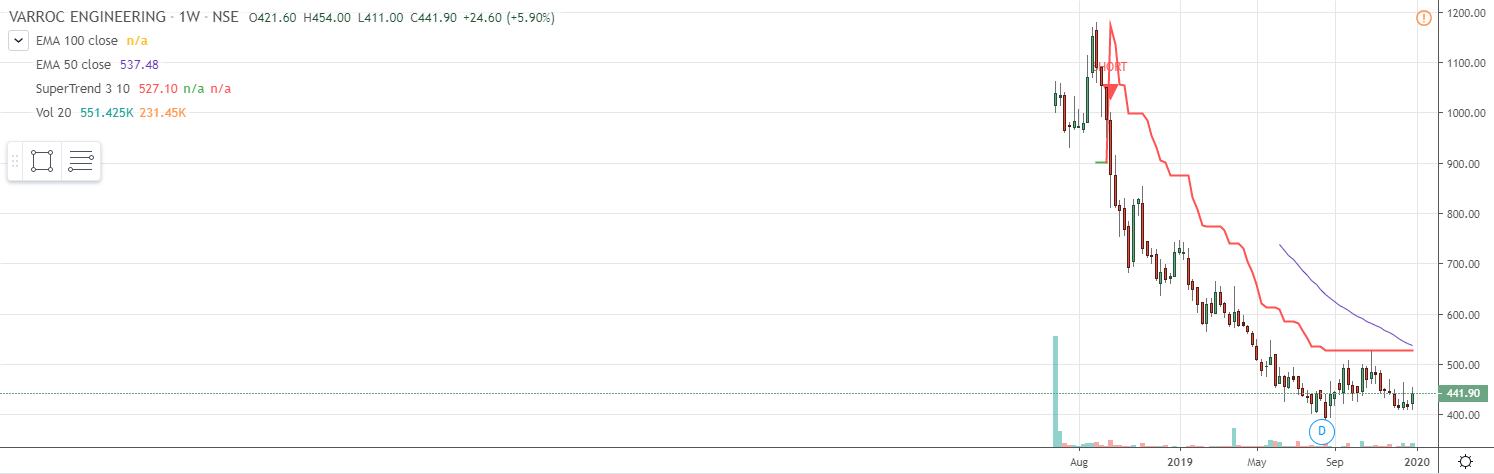 VARROC ENGINEERING · 1W · NSE O421.60 H454.00 L411.00 C441.90 +24.60 (+5.90%)
EMA 100 close n/a
EMA 50 close 537.48
SuperTrend 3 10 527.10 n/a n/a
Vol 20 551.425K 231.45K
SHORT
1200.00
1100.00
1000.00
900.00
800.00
700.00
600.00
500.00
441.90
400.00
D
Aug 2019 May Sep 2020